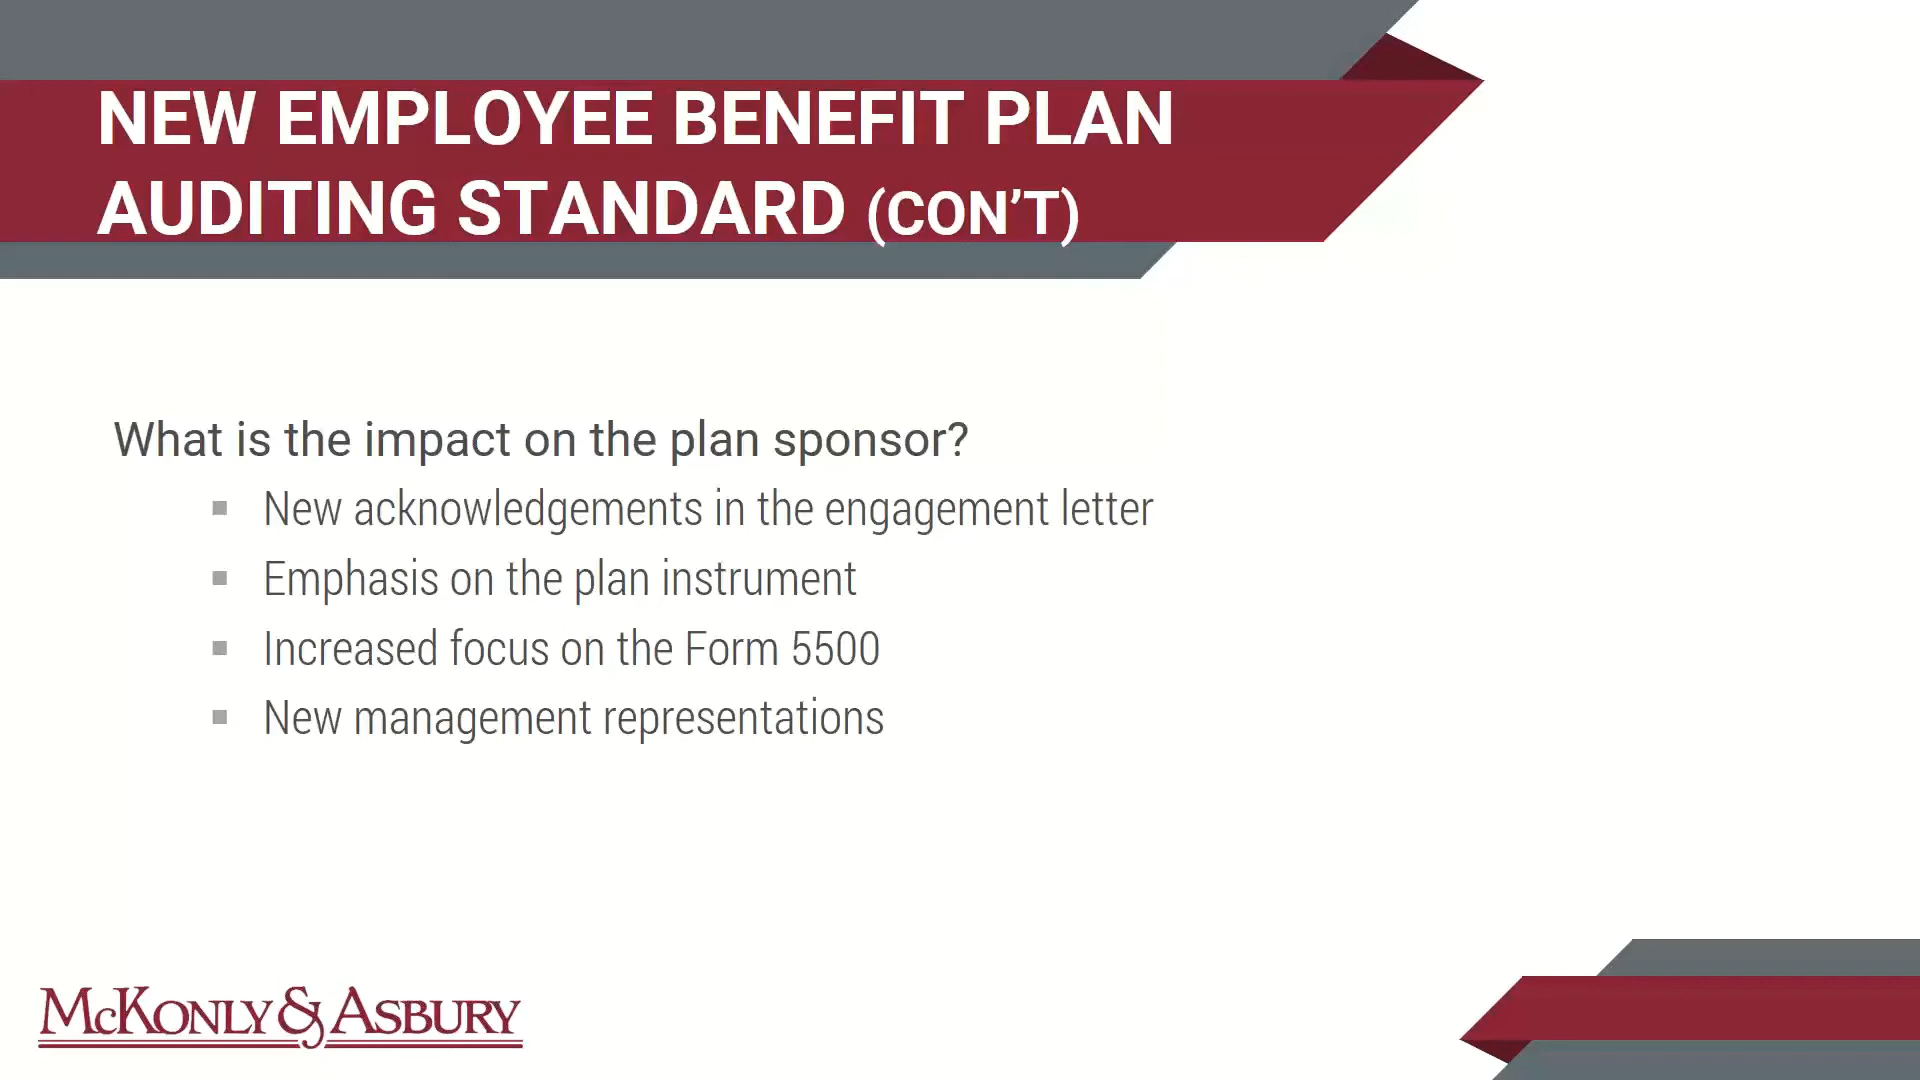 NEW EMPLOYEE BENEFIT PLAN
AUDITING STANDARD (CON’T)
What is the impact on the plan sponsor?
▪ New acknowledgements in the engagement letter
▪ Emphasis on the plan instrument
▪ Increased focus on the Form 5500
▪ New management representations
McKonly & Asbury